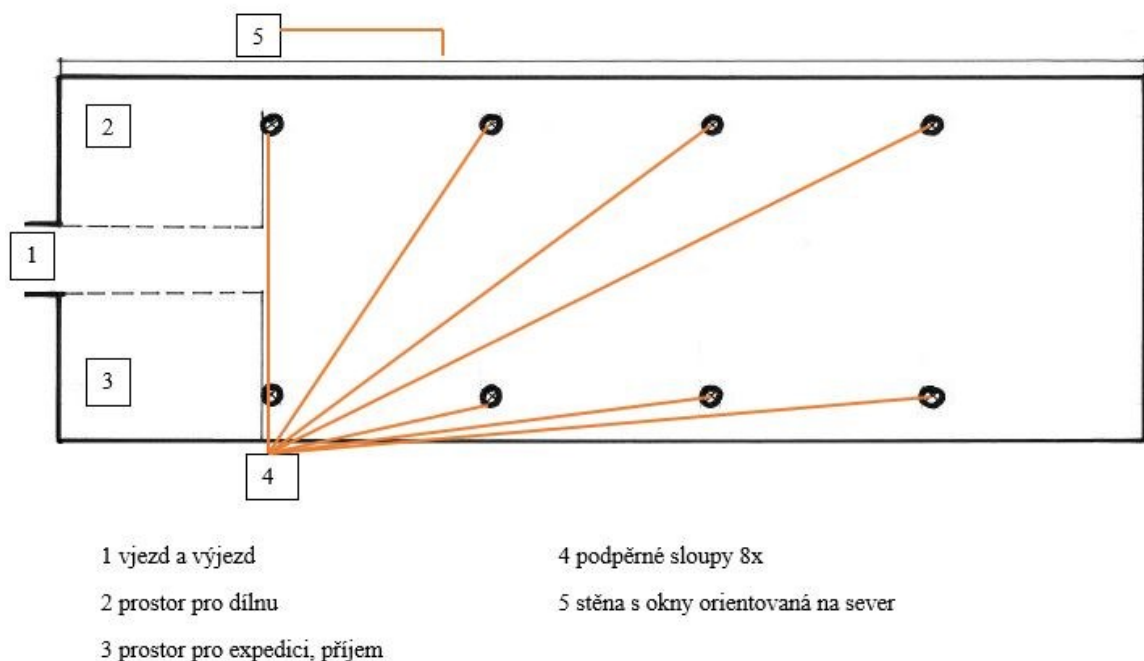 5
2
1
3
4
1 vjezd a výjezd
4 podpěrné sloupy 8x
2 prostor pro dílnu
5 stěna s okny orientovaná na sever
3 prostor pro expedici, příjem